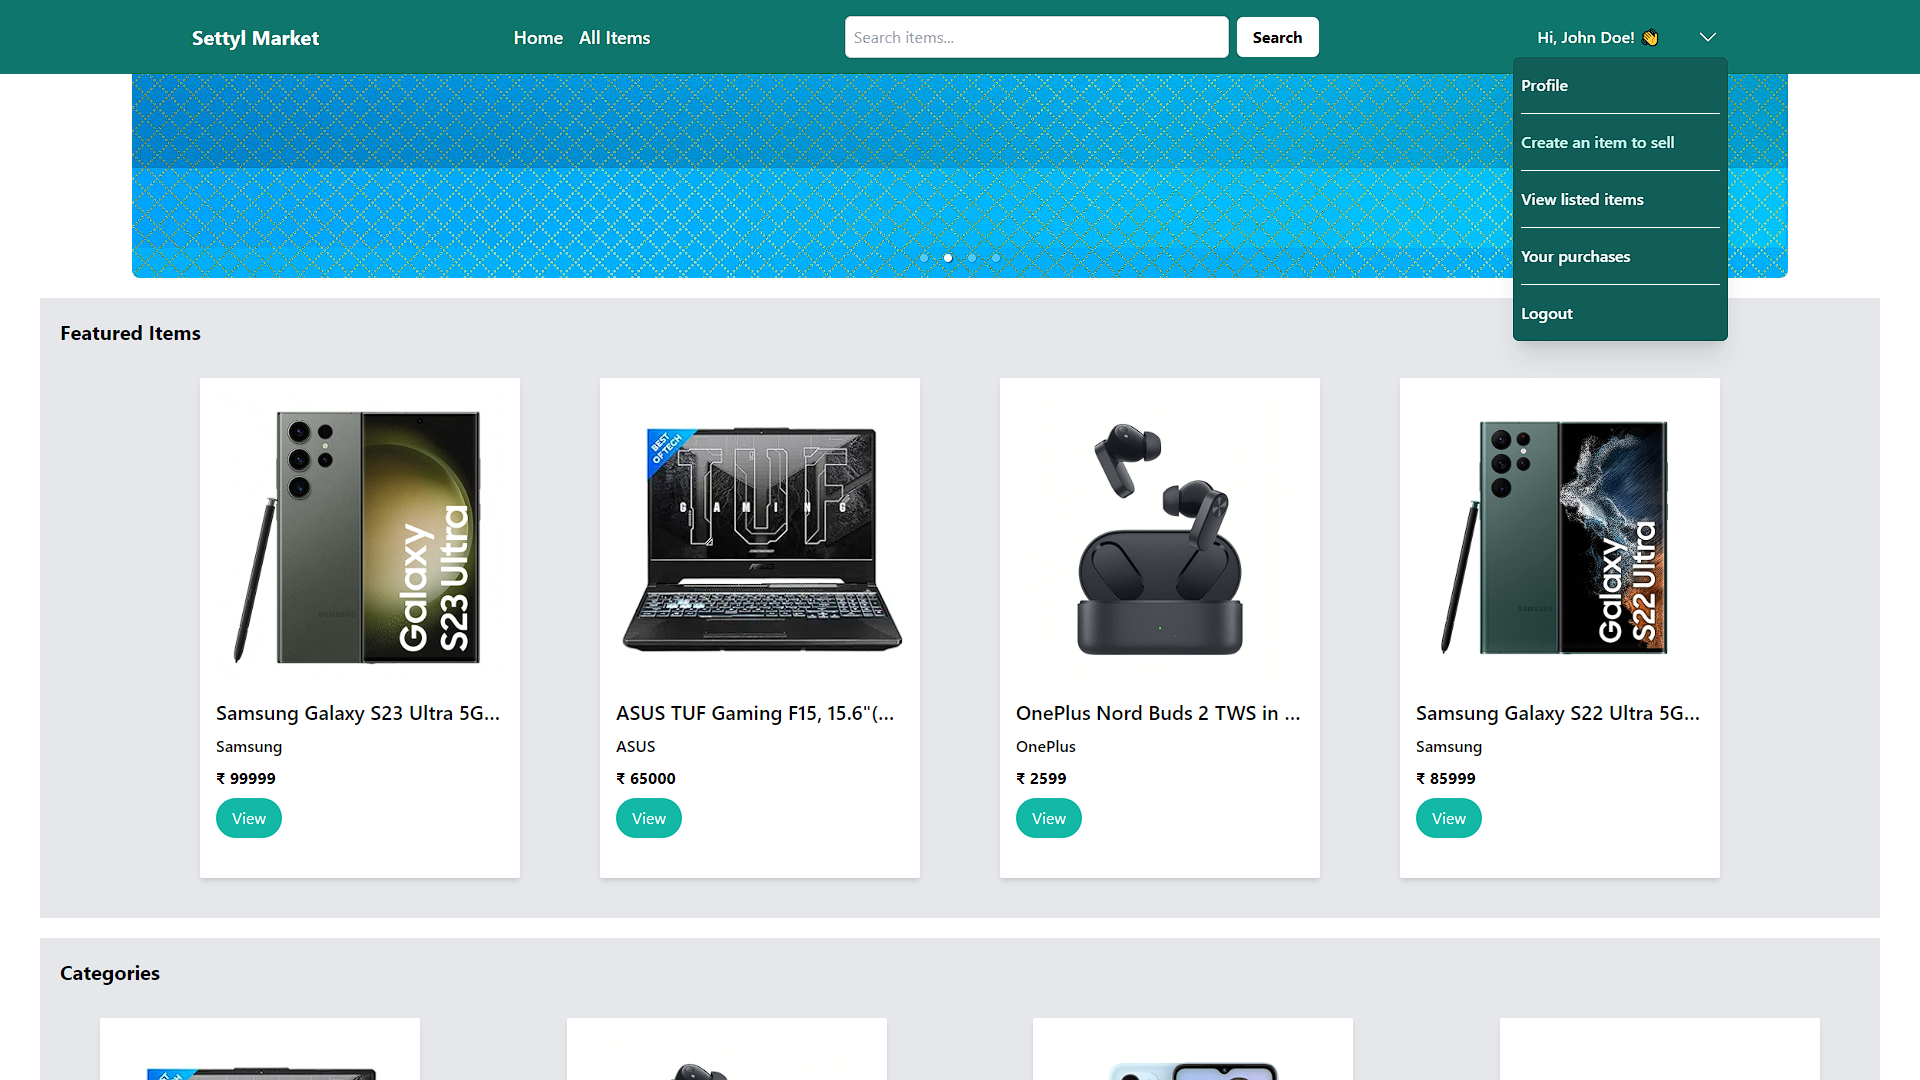 Settyl Market
Home
All Items
Search items...
Search
Hi, John Doe! 👋
Profile
Create an item to sell
View listed items
Your purchases
Logout
Featured Items
Galaxy
S23 Ultra
SAMSUNG
BEST
OF TECH
TUF
GAMING
ASUS
Galaxy
S22 Ultra
SAMSUNG
Samsung Galaxy S23 Ultra 5G...
Samsung
₹ 99999
View
ASUS TUF Gaming F15, 15.6"(...
ASUS
₹ 65000
View
OnePlus Nord Buds 2 TWS in ...
OnePlus
₹ 2599
View
Samsung Galaxy S22 Ultra 5G...
Samsung
₹ 85999
View
Categories